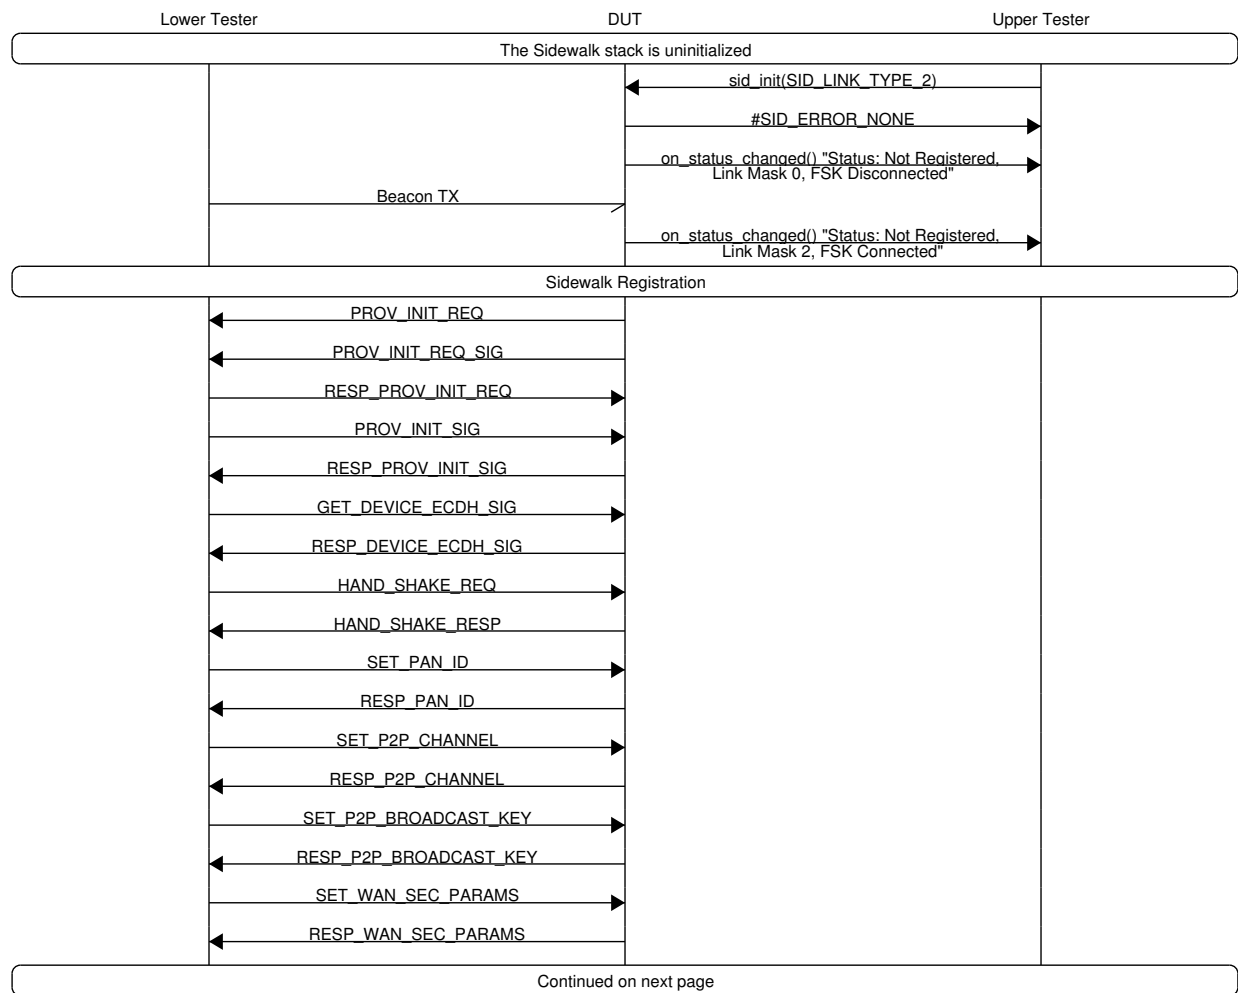 Lower Tester DUT Upper Tester
The Sidewalk stack is uninitialized
sid_init(SID_LINK_TYPE_2)
#SID_ERROR_NONE
on_status_changed() "Status: Not Registered,
Link Mask 0, FSK Disconnected"
Beacon TX
on_status_changed() "Status: Not Registered,
Link Mask 2, FSK Connected"
Sidewalk Registration
PROV_INIT_REQ
PROV_INIT_REQ_SIG
RESP_PROV_INIT_REQ
PROV_INIT_SIG
RESP_PROV_INIT_SIG
GET_DEVICE_ECDH_SIG
RESP_DEVICE_ECDH_SIG
HAND_SHAKE_REQ
HAND_SHAKE_RESP
SET_PAN_ID
RESP_PAN_ID
SET_P2P_CHANNEL
RESP_P2P_CHANNEL
SET_P2P_BROADCAST_KEY
RESP_P2P_BROADCAST_KEY
SET_WAN_SEC_PARAMS
RESP_WAN_SEC_PARAMS
Continued on next page